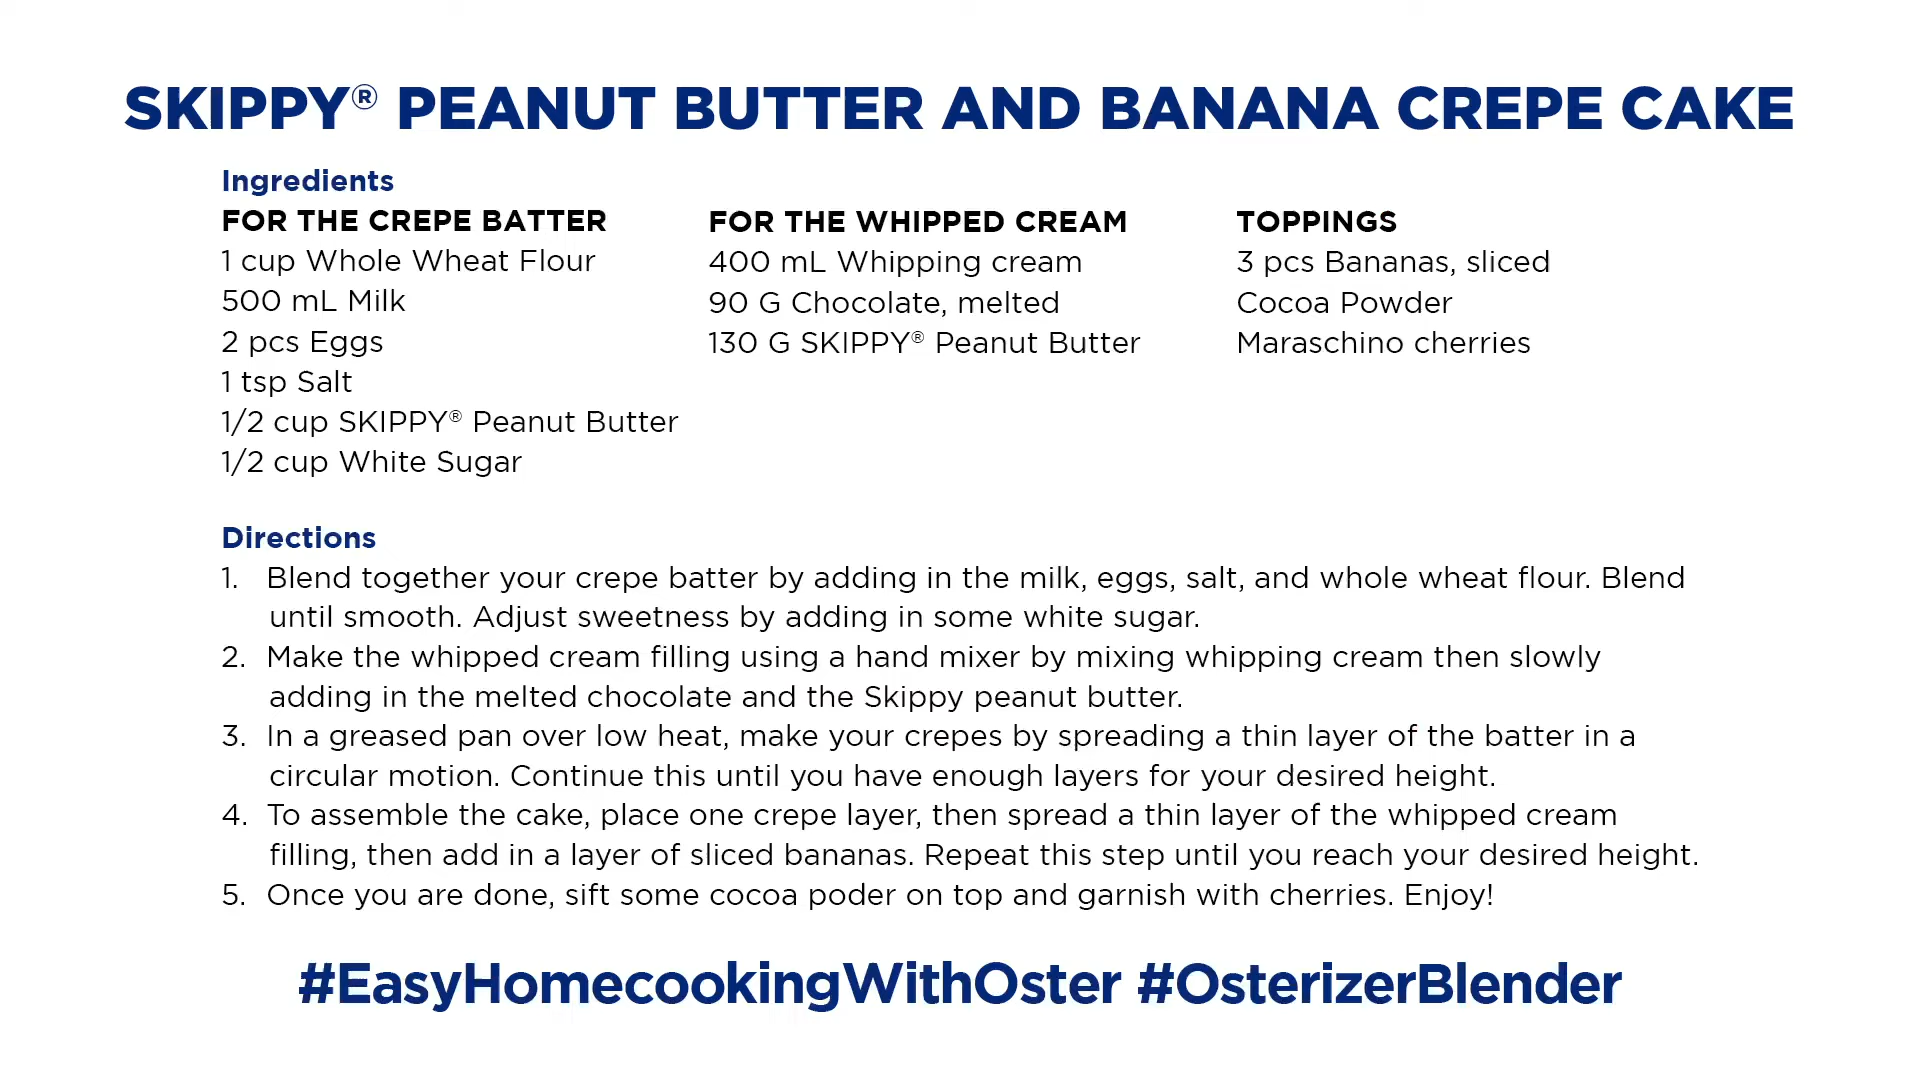 SKIPPY® PEANUT BUTTER AND BANANA CREPE CAKE
Ingredients
FOR THE CREPE BATTER
1 cup Whole Wheat Flour
500 mL Milk
2 pcs Eggs
1 tsp Salt
1/2 cup SKIPPY® Peanut Butter
1/2 cup White Sugar
FOR THE WHIPPED CREAM
400 mL Whipping cream
90 G Chocolate, melted
130 G SKIPPY® Peanut Butter
TOPPINGS
3 pcs Bananas, sliced
Cocoa Powder
Maraschino cherries
Directions
1. Blend together your crepe batter by adding in the milk, eggs, salt, and whole wheat flour. Blend
until smooth. Adjust sweetness by adding in some white sugar.
2. Make the whipped cream filling using a hand mixer by mixing whipping cream then slowly
adding in the melted chocolate and the Skippy peanut butter.
3. In a greased pan over low heat, make your crepes by spreading a thin layer of the batter in a
circular motion. Continue this until you have enough layers for your desired height.
4. To assemble the cake, place one crepe layer, then spread a thin layer of the whipped cream
filling, then add in a layer of sliced bananas. Repeat this step until you reach your desired height.
5. Once you are done, sift some cocoa poder on top and garnish with cherries. Enjoy!
#EasyHomecookingWithOster #OsterizerBlender